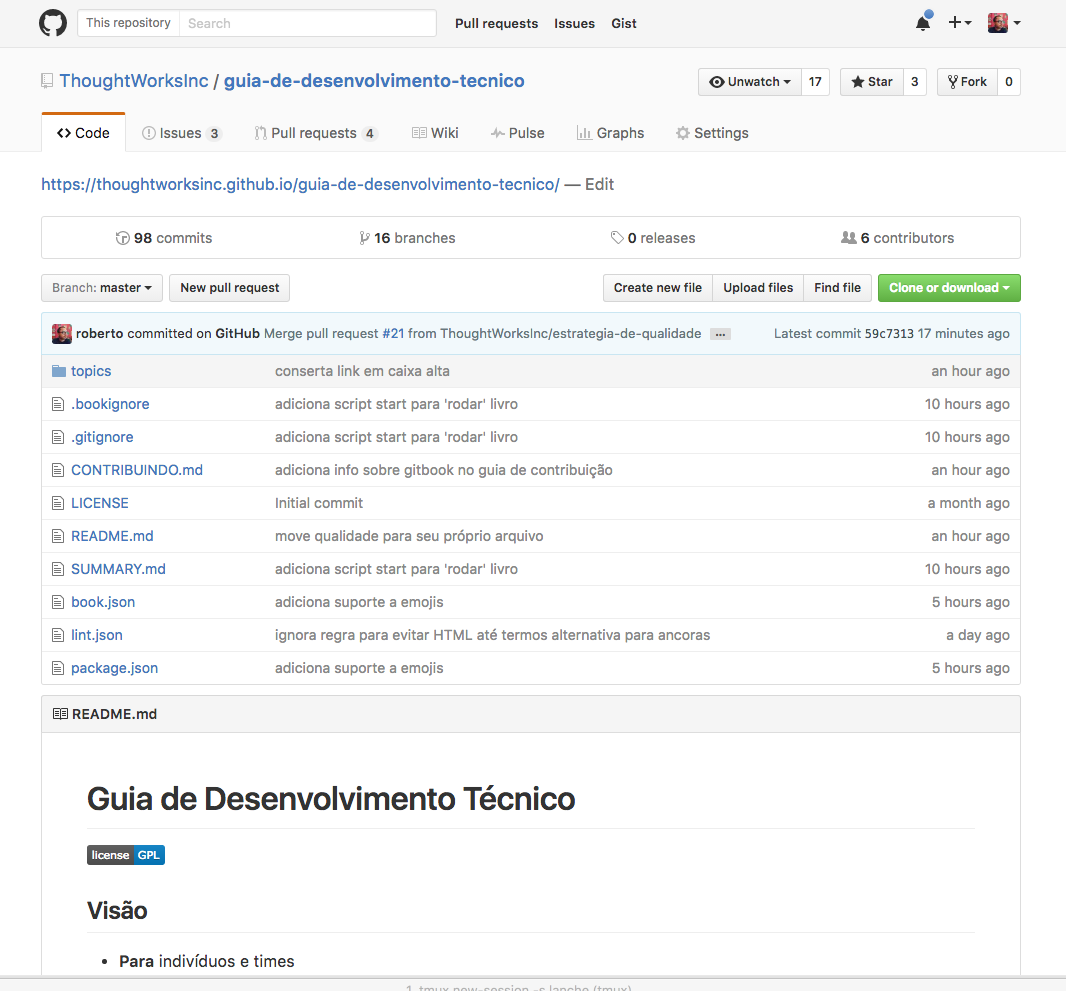 This repository Search Pull requests Issues Gist
ThoughtWorksInc / guia-de-desenvolvimento-tecnico Unwatch 17 Star 3 Fork 0
Code Issues 3 Pull requests 4 Wiki Pulse Graphs Settings
https://thoughtworksinc.github.io/guia-de-desenvolvimento-tecnico/ — Edit
98 commits 16 branches 0 releases 6 contributors
Branch: master New pull request Create new file Upload files Find file Clone or download
roberto committed on GitHub Merge pull request #21 from ThoughtWorksInc/estrategia-de-qualidade ... Latest commit 59c7313 17 minutes ago
topics conserta link em caixa alta an hour ago
.bookignore adiciona script start para 'rodar' livro 10 hours ago
.gitignore adiciona script start para 'rodar' livro 10 hours ago
CONTRIBUINDO.md adiciona info sobre gitbook no guia de contribuição an hour ago
LICENSE Initial commit a month ago
README.md move qualidade para seu próprio arquivo an hour ago
SUMMARY.md adiciona script start para 'rodar' livro 10 hours ago
book.json adiciona suporte a emojis 5 hours ago
lint.json ignora regra para evitar HTML até termos alternativa para ancoras a day ago
package.json adiciona suporte a emojis 5 hours ago
README.md
Guia de Desenvolvimento Técnico
license GPL
Visão
• Para indivíduos e times
1. tmux new-session -s lanche (tmux)